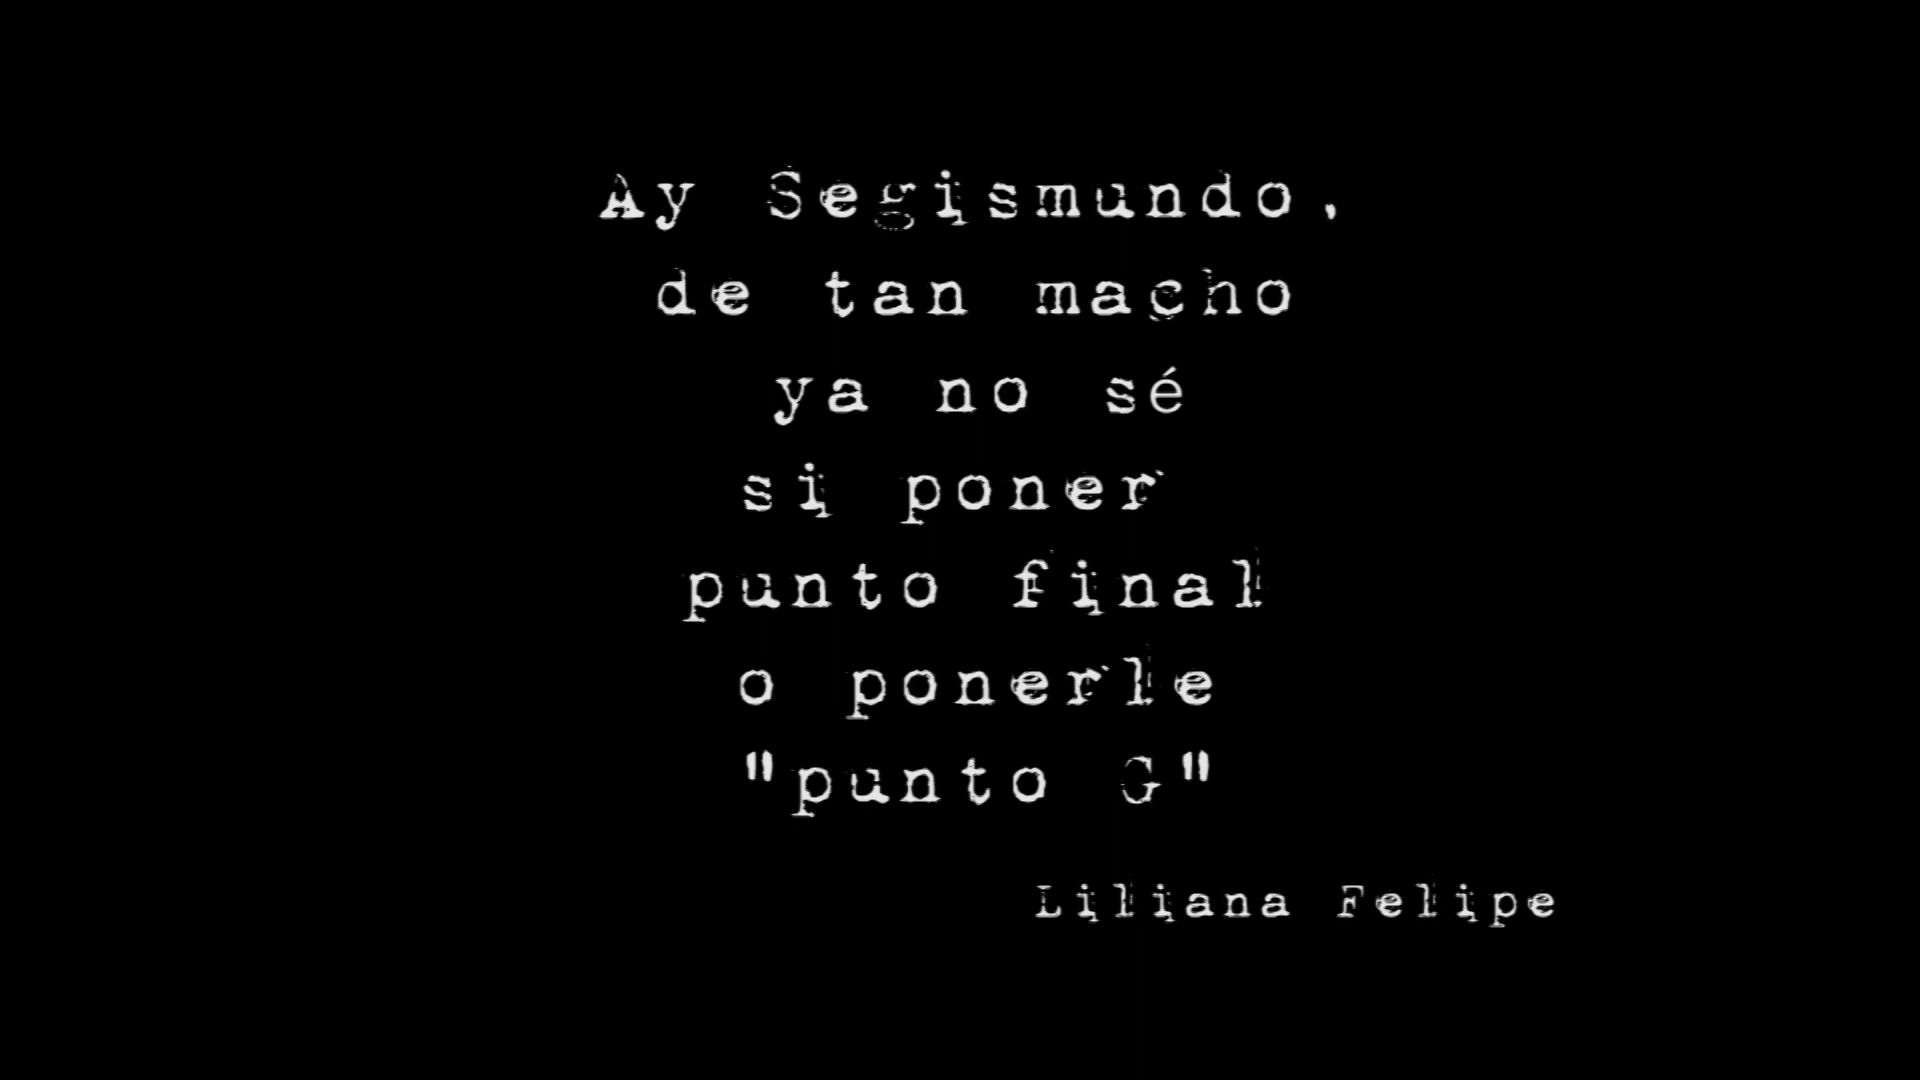 Ay Segismundo,
de tan macho
ya no sé
si poner
punto final
o ponerle
"punto G"
Liliana Felipe